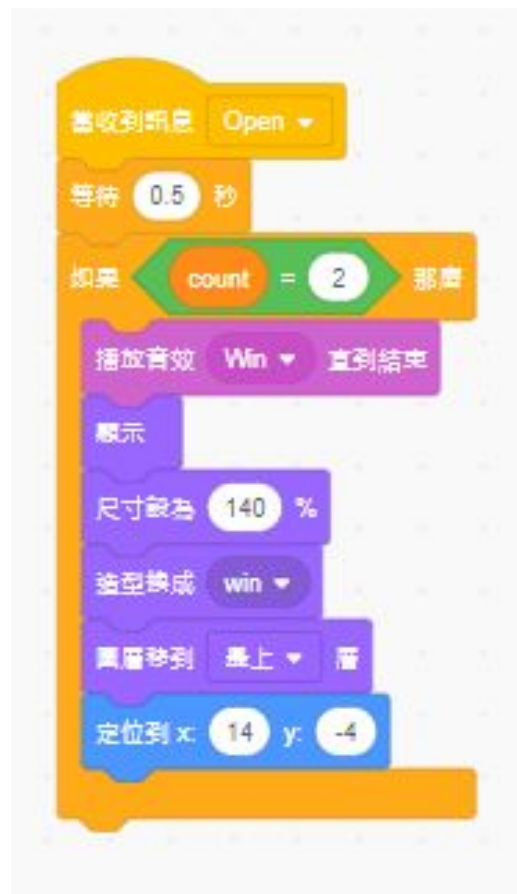 當收到訊息 Open
等待 0.5 秒
如果 count = 2 那麼
播放音效 Win 直到結束
顯示
尺寸設為 140 %
造型換成 win
圖層移到 最上 層
定位到 x: 14 y: -4